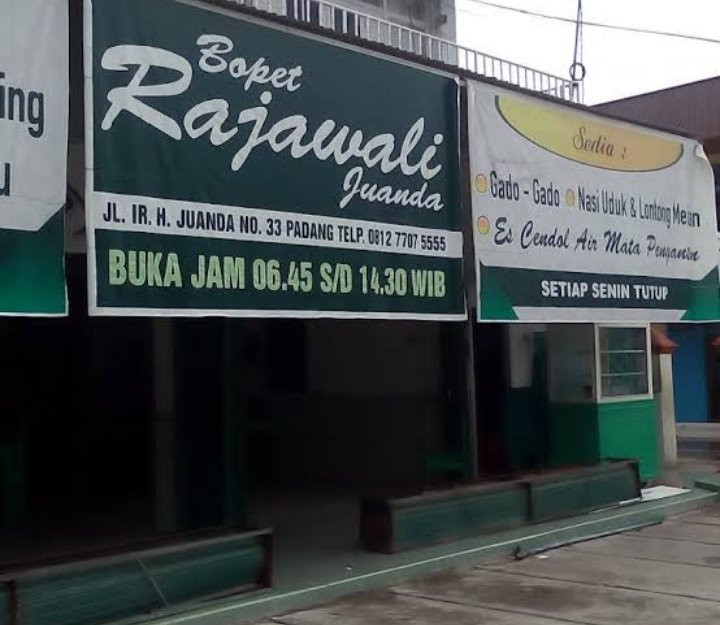 ing
u
Bopet
Rajawali
Juanda
JL. IR. H. JUANDA NO. 33 PADANG TELP. 0812 7707 5555
BUKA JAM 06.45 S/D 14.30 WIB
Sedia :
Gado - Gado Nasi Uduk & Lontong Me
Es Cendol Air Mata Pengantin
SETIAP SENIN TUTUP